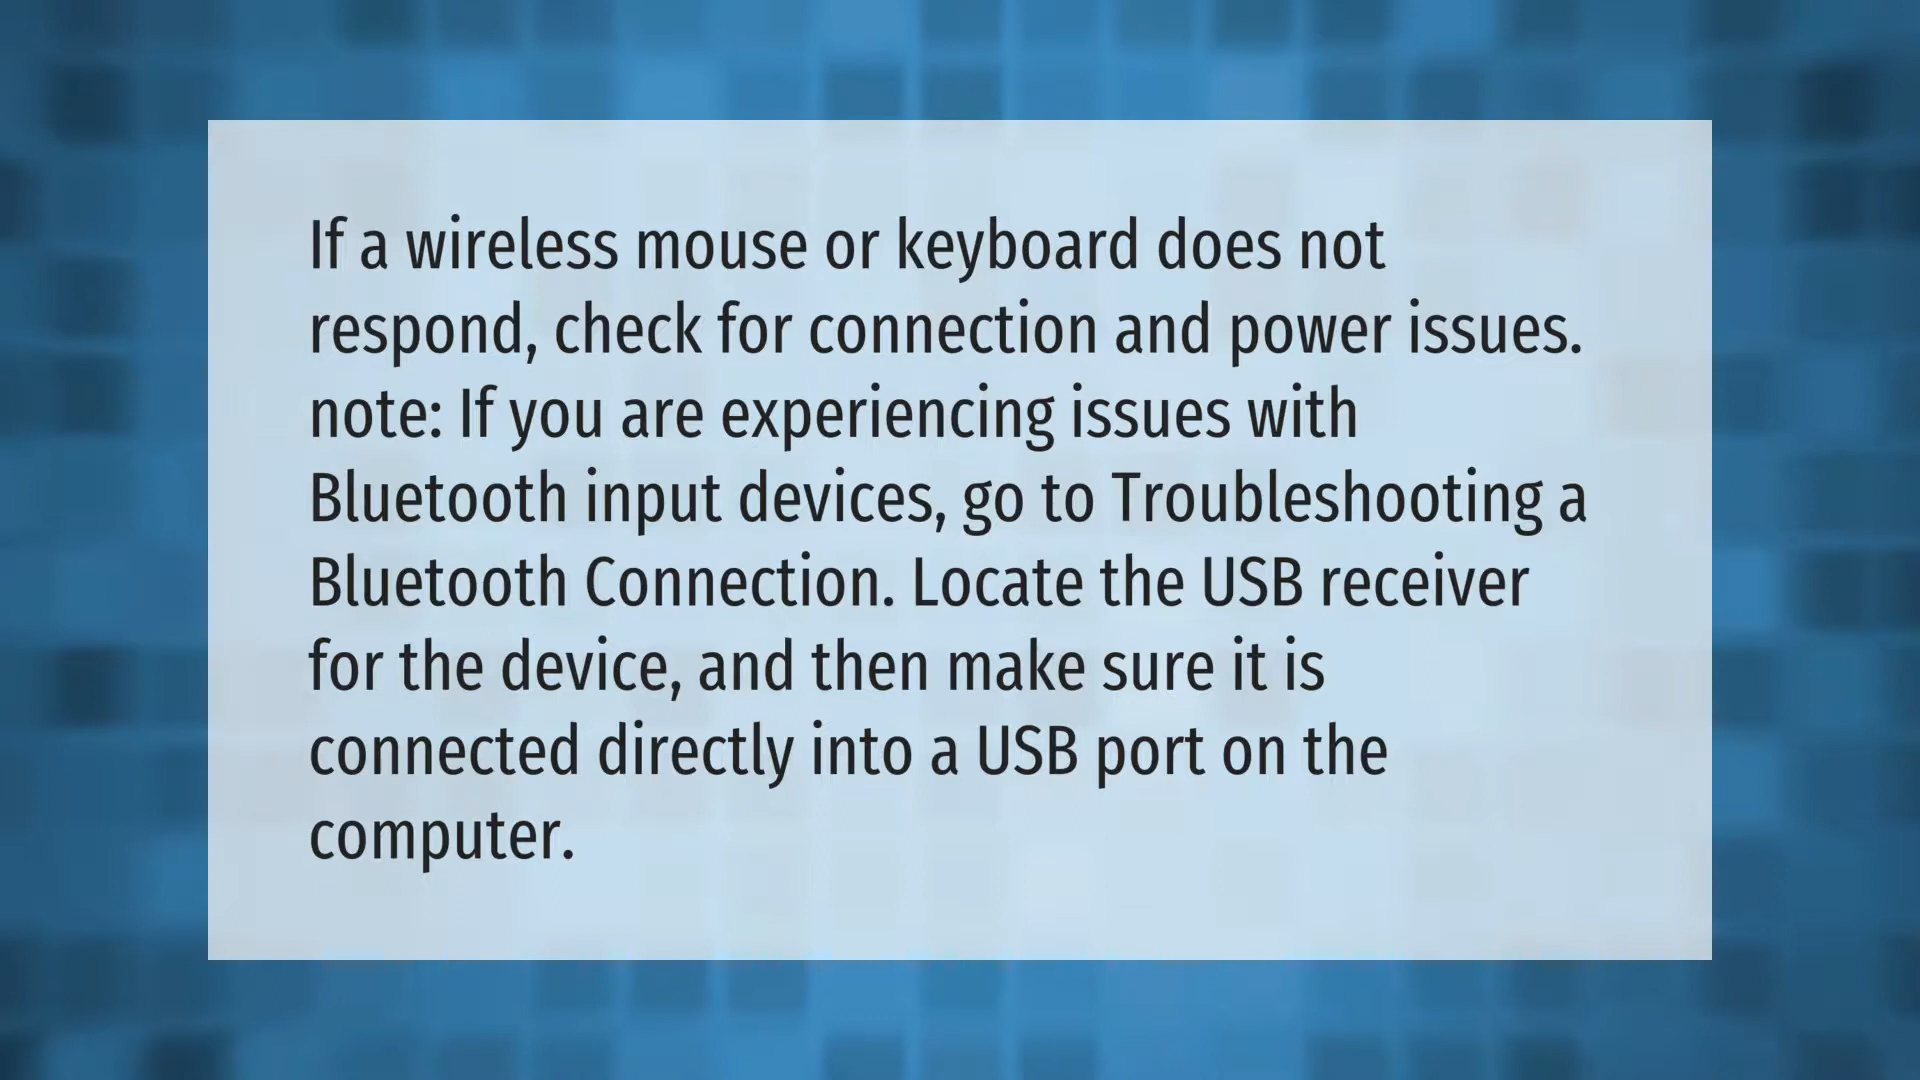 If a wireless mouse or keyboard does not
respond, check for connection and power issues.
note: If you are experiencing issues with
Bluetooth input devices, go to Troubleshooting a
Bluetooth Connection. Locate the USB receiver
for the device, and then make sure it is
connected directly into a USB port on the
computer.